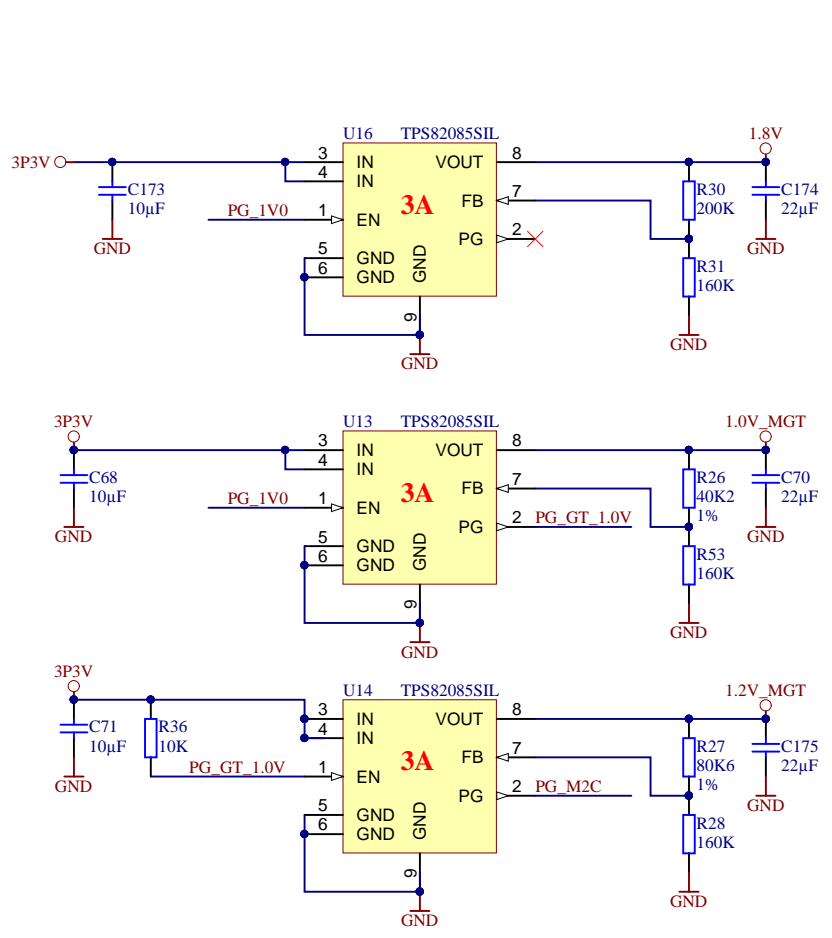 U16 TPS82085SIL
1.8V
3P3V
3 IN VOUT 8
4 IN
C173
10µF
GND
3A
FB 7
R30
200K
C174
22µF
GND
PG_1V0 1 EN
PG 2
5 GND
6 GND
GND
9
GND
R31
160K
GND
3P3V
U13 TPS82085SIL
1.0V_MGT
3 IN VOUT 8
4 IN
C68
10µF
GND
3A
FB 7
R26
40K2
1%
C70
22µF
GND
PG_1V0 1 EN
PG 2 PG_GT_1.0V
5 GND
6 GND
GND
9
GND
R53
160K
GND
3P3V
U14 TPS82085SIL
1.2V_MGT
3 IN VOUT 8
4 IN
C71
10µF
GND
R36
10K
3A
FB 7
R27
80K6
1%
C175
22µF
GND
PG_GT_1.0V 1 EN
PG 2 PG_M2C
5 GND
6 GND
GND
9
GND
R28
160K
GND